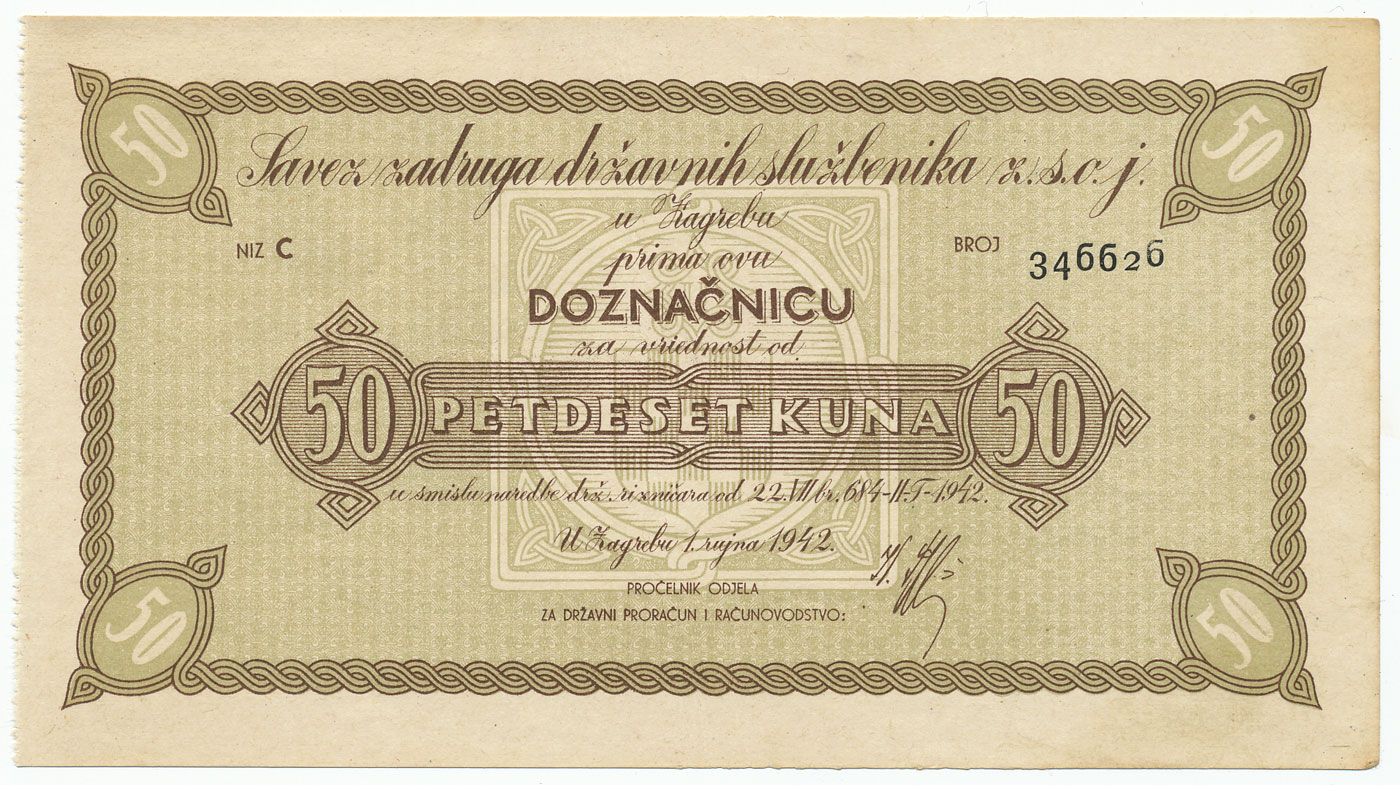 50
50
Savez zadruga državnih službenika z. s. o. j.
u Zagrebu
NIZ C
BROJ 346626
prima ovu
DOZNAČNICU
za vriednost od
50 PETDESET KUNA 50
u smislu naredbe drž. rizničara od 22.VII br. 684-II-T-1942.
U Zagrebu 1. rujna 1942.
PROČELNIK ODJELA
ZA DRŽAVNI PRORAČUN I RAČUNOVODSTVO:
50
50